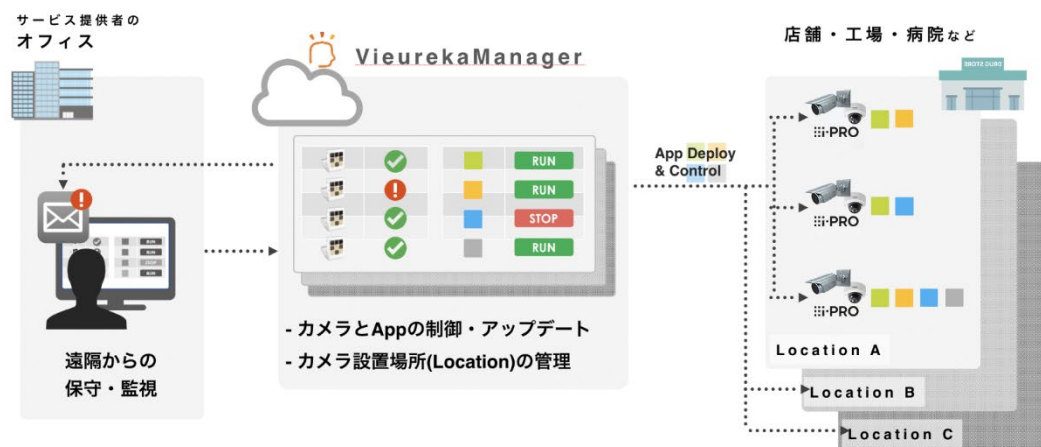 サービス提供者の
オフィス
遠隔からの
保守・監視
VieurekaManager
RUN
RUN
STOP
RUN
- カメラとAppの制御・アップデート
- カメラ設置場所(Location)の管理
App Deploy
& Control
店舗・工場・病院など
DRUG STORE
i-PRO
i-PRO
i-PRO
Location A
Location B
Location C